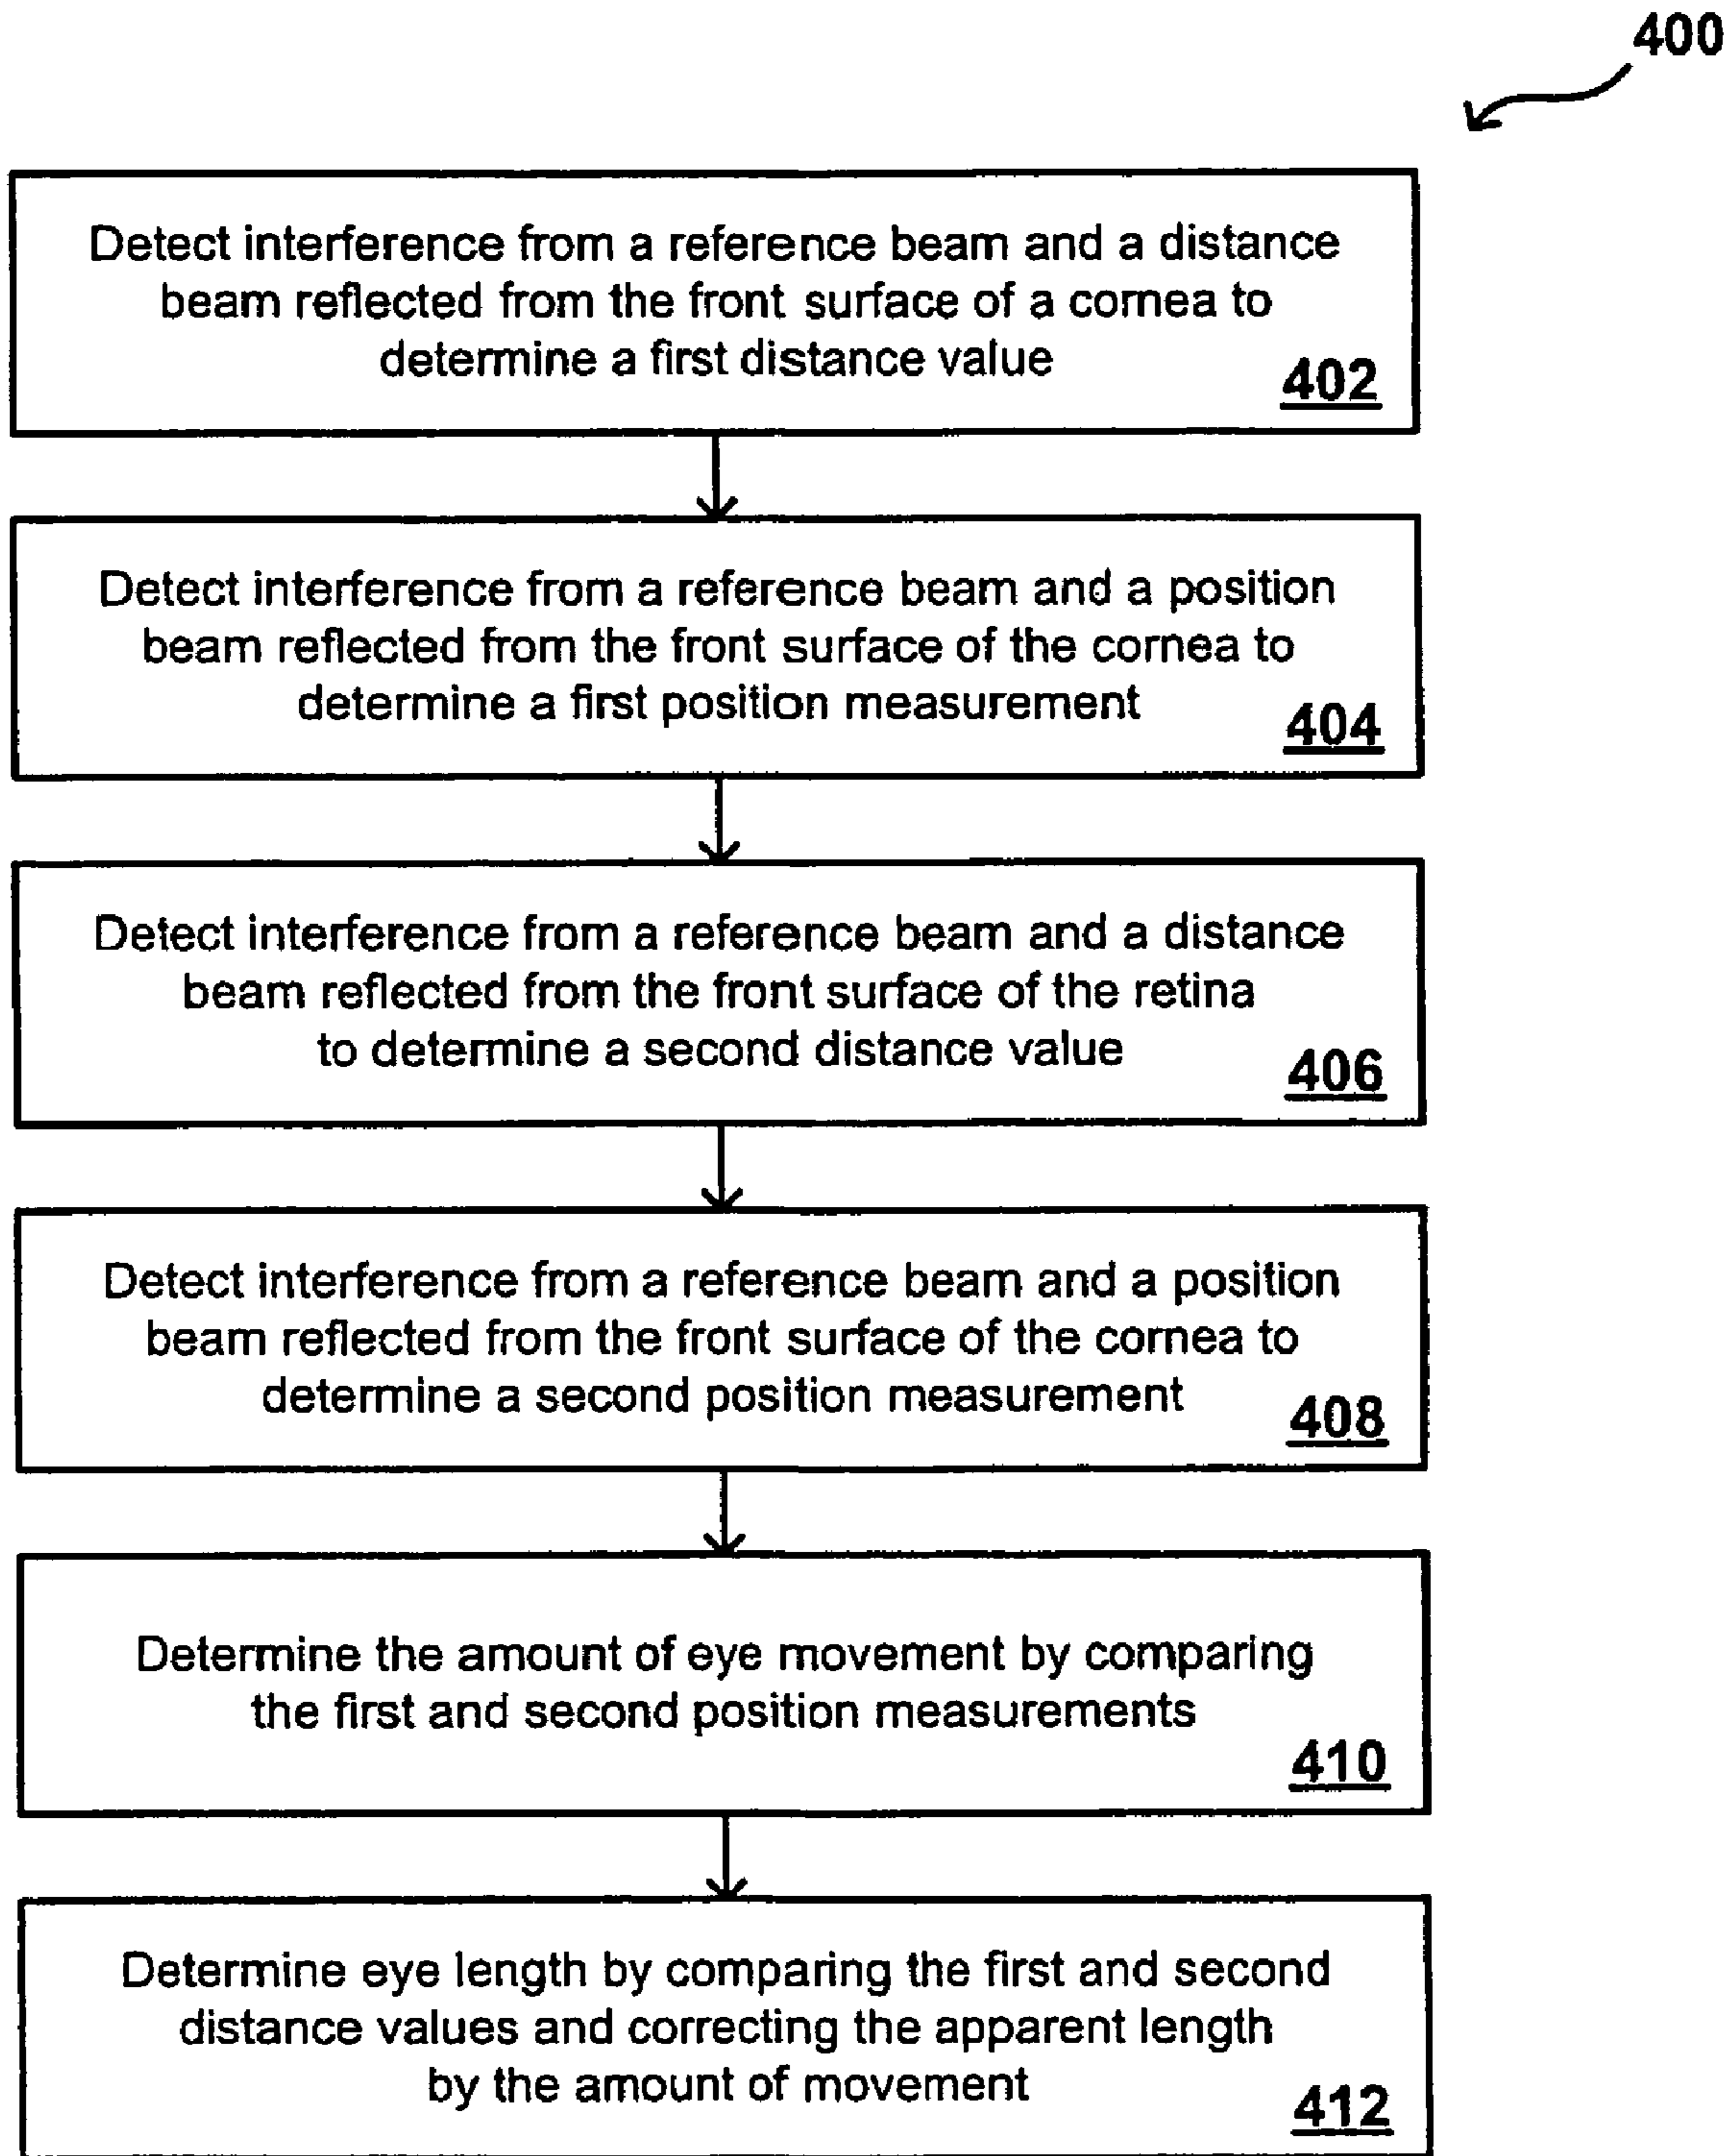 400
Detect interference from a reference beam and a distance
beam reflected from the front surface of a cornea to
determine a first distance value
402
Detect interference from a reference beam and a position
beam reflected from the front surface of the cornea to
determine a first position measurement
404
Detect interference from a reference beam and a distance
beam reflected from the front surface of the retina
to determine a second distance value
406
Detect interference from a reference beam and a position
beam reflected from the front surface of the cornea to
determine a second position measurement
408
Determine the amount of eye movement by comparing
the first and second position measurements
410
Determine eye length by comparing the first and second
distance values and correcting the apparent length
by the amount of movement
412